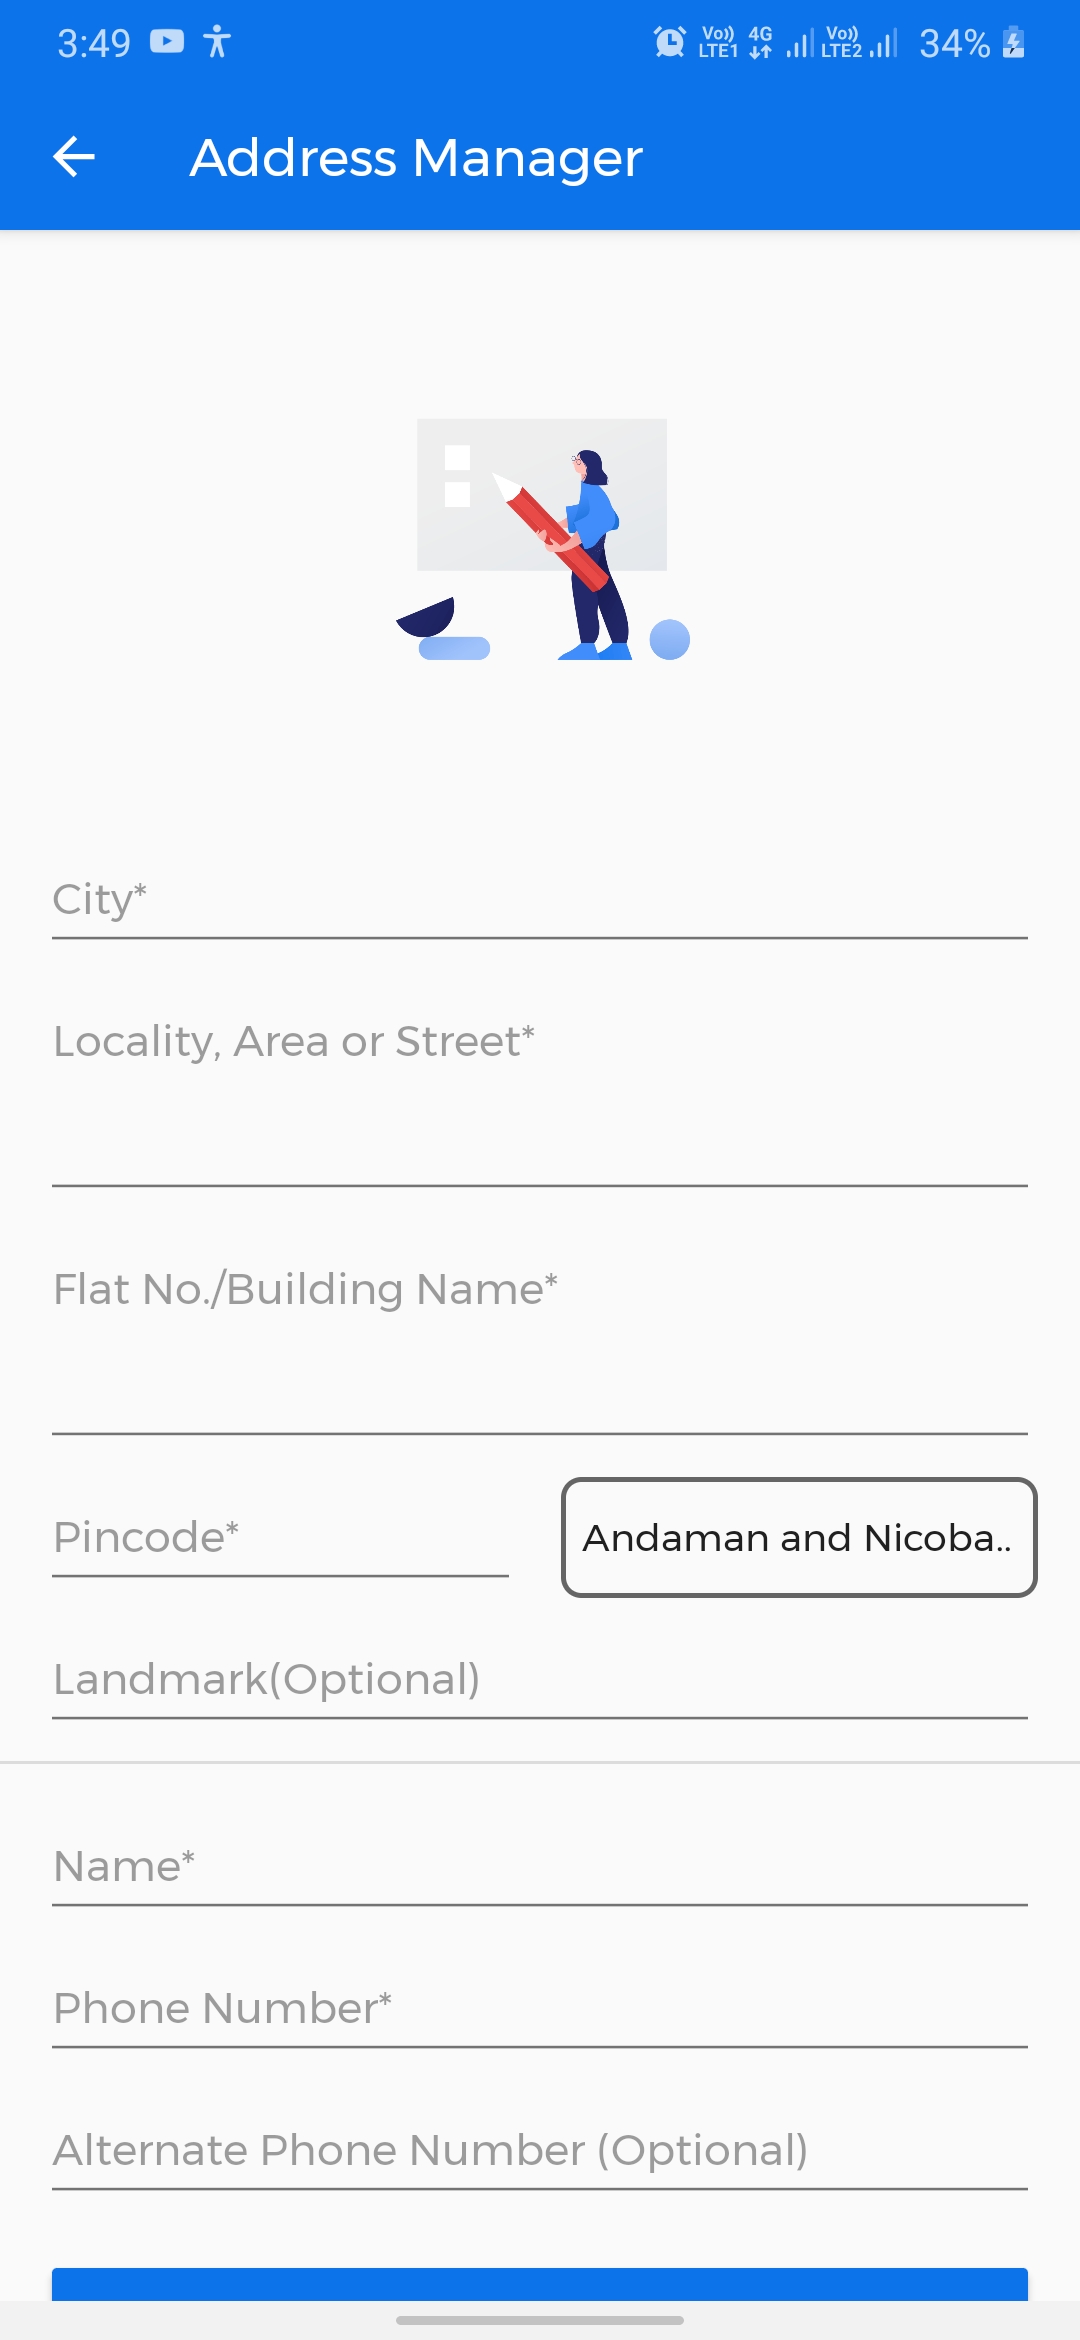 3:49 Vo)) LTE1 4G Vo)) LTE2 34%
Address Manager
City*
Locality, Area or Street*
Flat No./Building Name*
Pincode* Andaman and Nicoba..
Landmark(Optional)
Name*
Phone Number*
Alternate Phone Number (Optional)